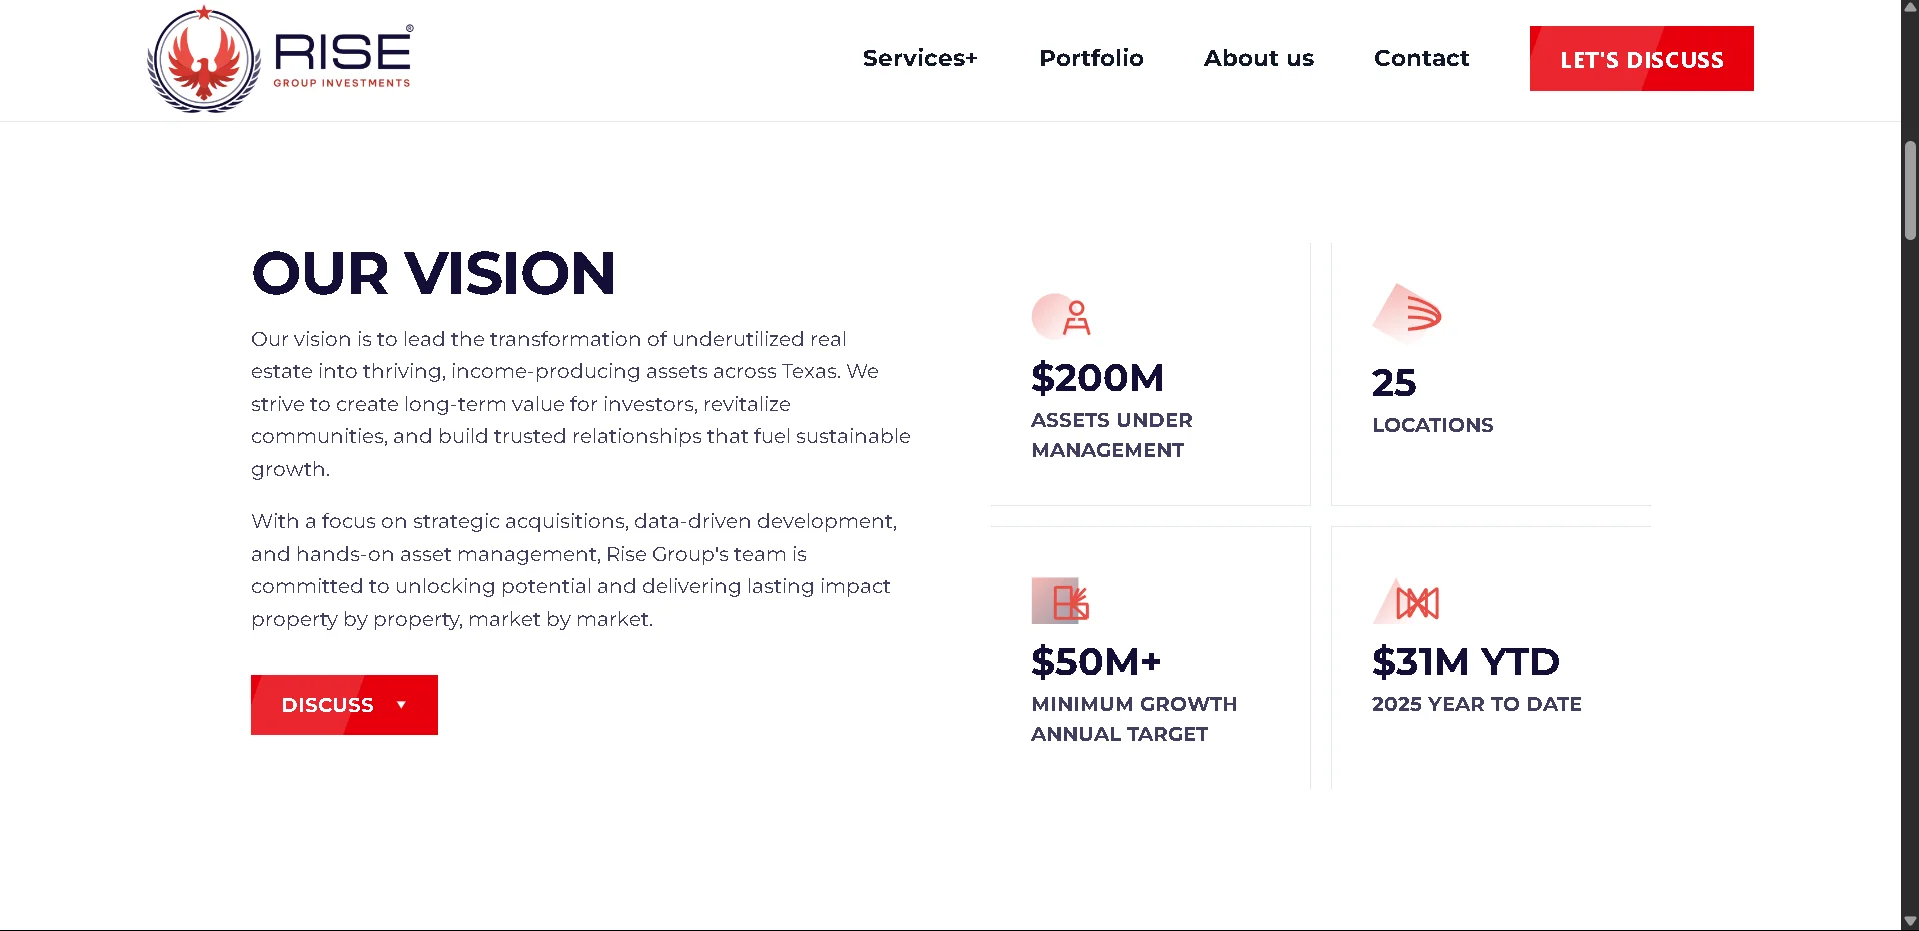 RISE®
GROUP INVESTMENTS
Services+
Portfolio
About us
Contact
LET'S DISCUSS
OUR VISION
Our vision is to lead the transformation of underutilized real
estate into thriving, income-producing assets across Texas. We
strive to create long-term value for investors, revitalize
communities, and build trusted relationships that fuel sustainable
growth.
With a focus on strategic acquisitions, data-driven development,
and hands-on asset management, Rise Group's team is
committed to unlocking potential and delivering lasting impact
property by property, market by market.
DISCUSS
$200M
ASSETS UNDER
MANAGEMENT
25
LOCATIONS
$50M+
MINIMUM GROWTH
ANNUAL TARGET
$31M YTD
2025 YEAR TO DATE